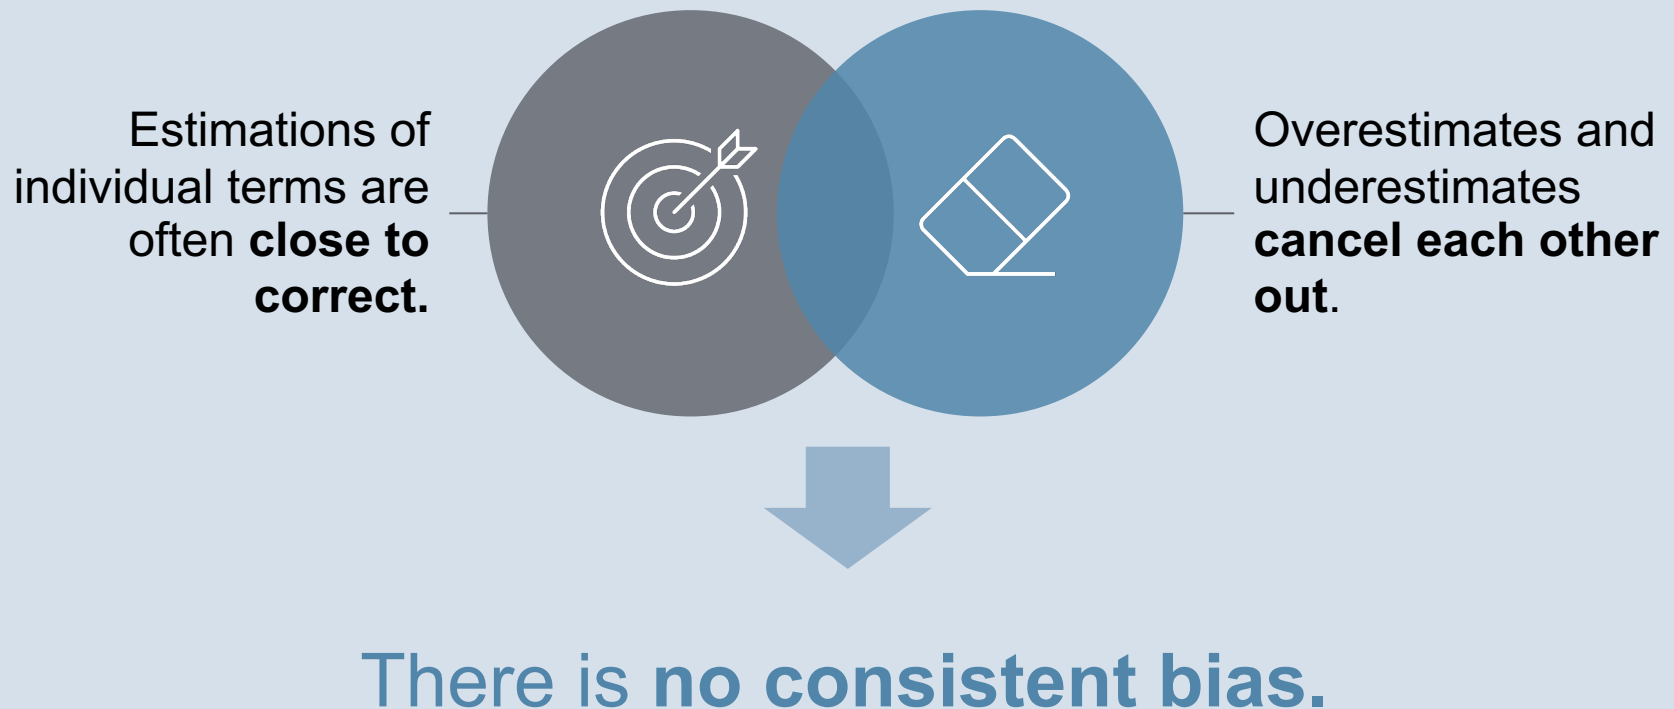 Estimations of
individual terms are
often close to
correct.
Overestimates and
underestimates
cancel each other
out.
There is no consistent bias.